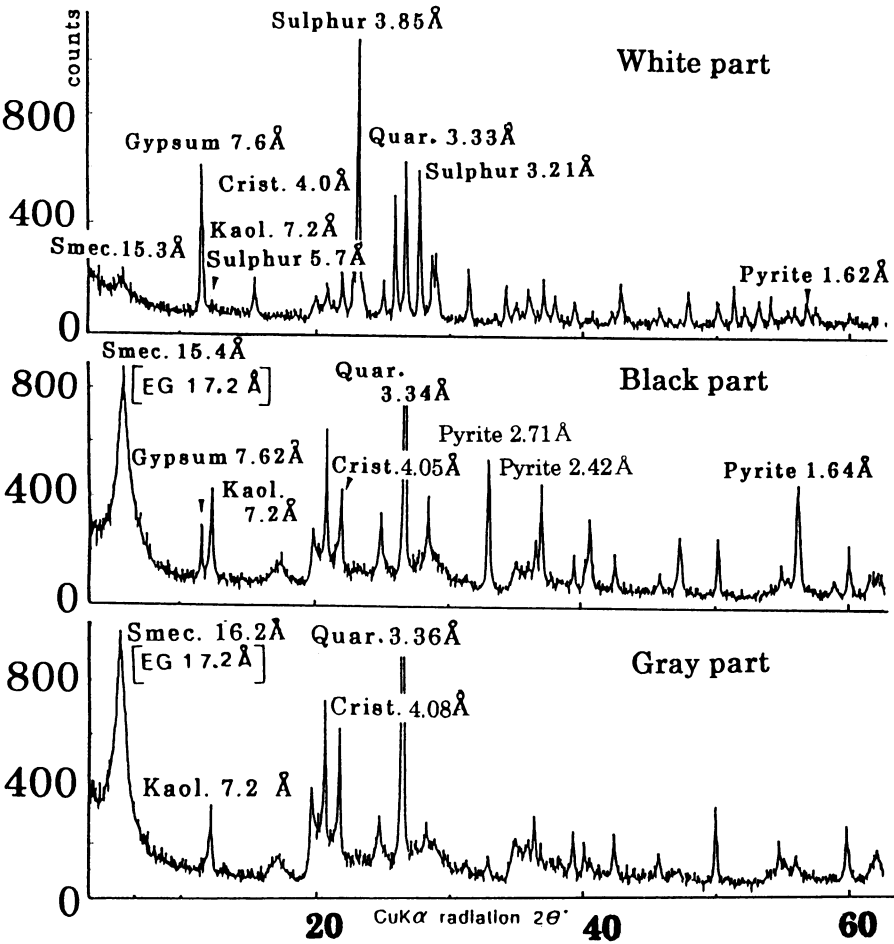 counts
Sulphur 3.85Å
White part
800
Gypsum 7.6Å
Quar. 3.33Å
Crist. 4.0Å
Sulphur 3.21Å
400
Kaol. 7.2Å
Smec. 15.3Å
Sulphur 5.7Å
Pyrite 1.62Å
0
Smec. 15.4Å
[EG 17.2 Å]
Quar.
3.34Å
Black part
800
Pyrite 2.71Å
Gypsum 7.62Å
Crist. 4.05Å
Pyrite 2.42Å
Pyrite 1.64Å
400
Kaol.
7.2Å
0
Smec. 16.2Å
[EG 17.2Å]
Quar. 3.36Å
Gray part
800
Crist. 4.08Å
400
Kaol. 7.2 Å
0
20
CuKα radiation 2θ°
40
60